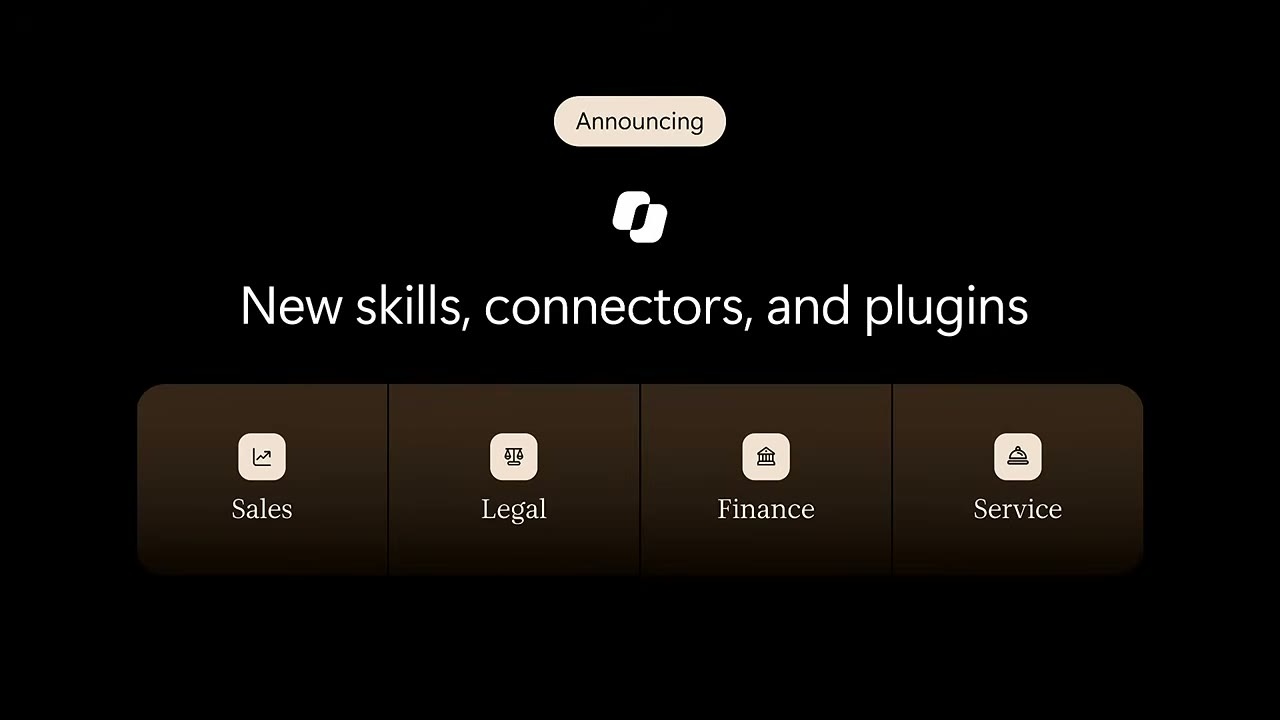 Announcing
New skills, connectors, and plugins
Sales
Legal
Finance
Service